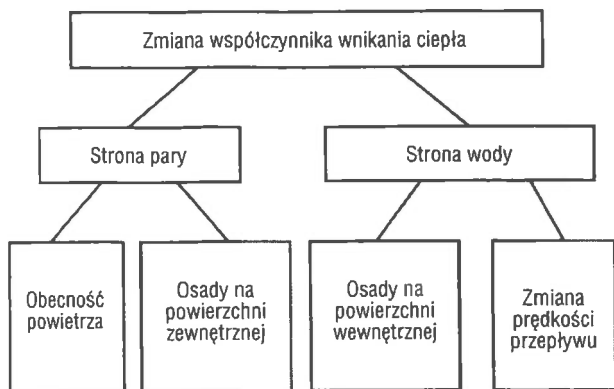 Zmiana współczynnika wnikania ciepła
Strona pary
Strona wody
Obecność
powietrza
Osady na
powierzchni
zewnętrznej
Osady na
powierzchni
wewnętrznej
Zmiana
prędkości
przepływu